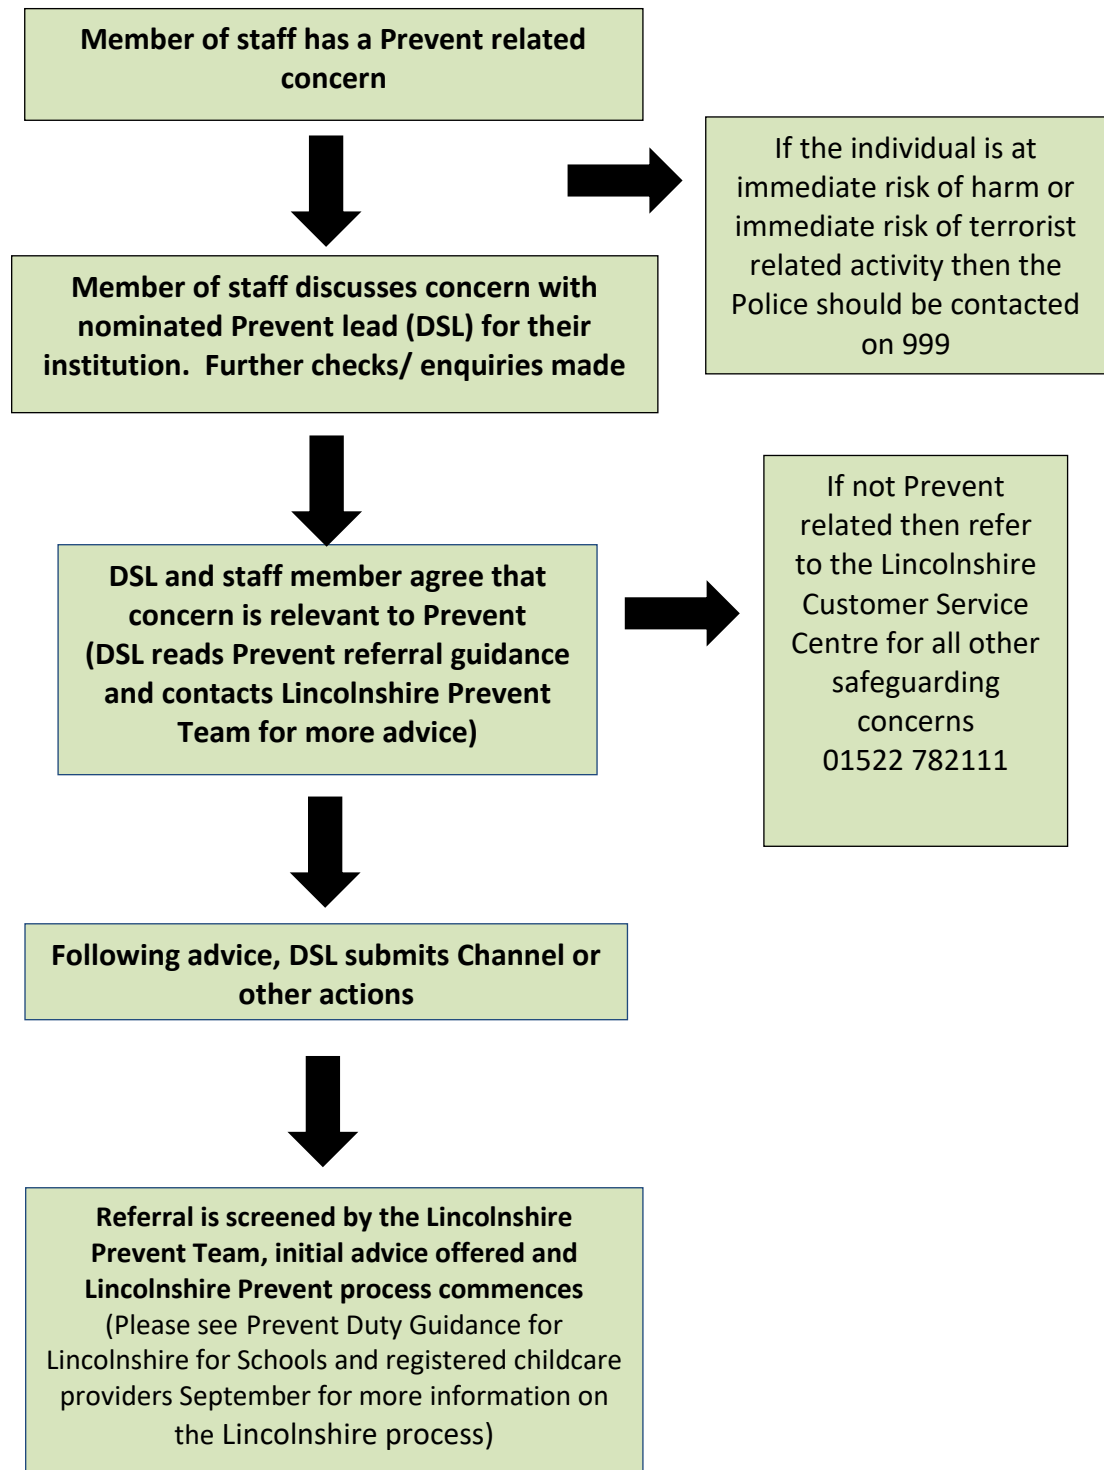 Member of staff has a Prevent related
concern
If the individual is at
immediate risk of harm or
immediate risk of terrorist
related activity then the
Police should be contacted
on 999
Member of staff discusses concern with
nominated Prevent lead (DSL) for their
institution.  Further checks/ enquiries made
If not Prevent
related then refer
to the Lincolnshire
Customer Service
Centre for all other
safeguarding
concerns
01522 782111
DSL and staff member agree that
concern is relevant to Prevent
(DSL reads Prevent referral guidance
and contacts Lincolnshire Prevent
Team for more advice)
Following advice, DSL submits Channel or
other actions
Referral is screened by the Lincolnshire
Prevent Team, initial advice offered and
Lincolnshire Prevent process commences
(Please see Prevent Duty Guidance for
Lincolnshire for Schools and registered childcare
providers September for more information on
the Lincolnshire process)